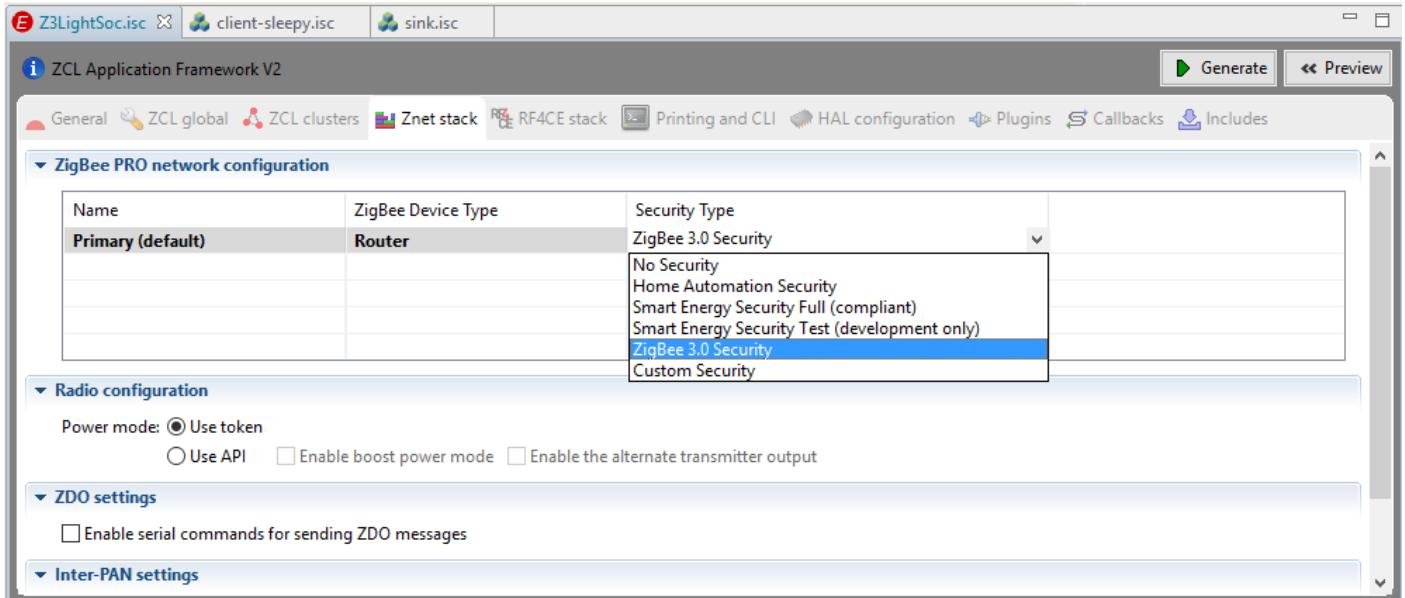 Z3LightSoc.isc client-sleepy.isc sink.isc
ZCL Application Framework V2 Generate Preview
General ZCL global ZCL clusters Znet stack RF4CE stack Printing and CLI HAL configuration Plugins Callbacks Includes
ZigBee PRO network configuration
Name ZigBee Device Type Security Type
Primary (default) Router ZigBee 3.0 Security
No Security
Home Automation Security
Smart Energy Security Full (compliant)
Smart Energy Security Test (development only)
ZigBee 3.0 Security
Custom Security
Radio configuration
Power mode: Use token
Use API Enable boost power mode Enable the alternate transmitter output
ZDO settings
Enable serial commands for sending ZDO messages
Inter-PAN settings